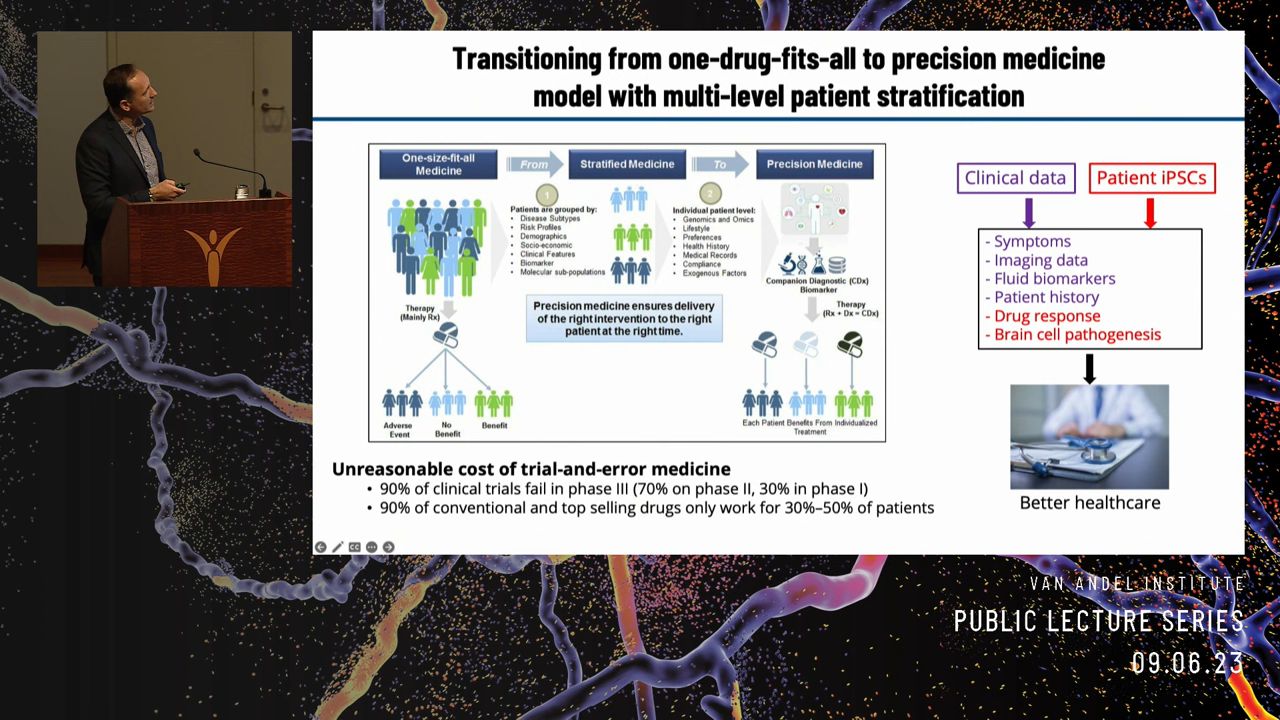 Transitioning from one-drug-fits-all to precision medicine
model with multi-level patient stratification
One-size-fit-all
Medicine
From
Stratified Medicine
To
Precision Medicine
1
Patients are grouped by:
• Disease Subtypes
• Risk Profiles
• Demographics
• Socio-economic
• Clinical Features
• Biomarker
• Molecular sub-populations
2
Individual patient level:
• Genomics and Omics
• Lifestyle
• Preferences
• Health History
• Medical Records
• Compliance
• Exogenous Factors
Companion Diagnostic (CDx)
Biomarker
Therapy
(Mainly Rx)
Precision medicine ensures delivery
of the right intervention to the right
patient at the right time.
Therapy
(Rx + Dx = CDx)
Adverse
Event
No
Benefit
Benefit
Each Patient Benefits From Individualized
Treatment
Clinical data
Patient iPSCs
- Symptoms
- Imaging data
- Fluid biomarkers
- Patient history
- Drug response
- Brain cell pathogenesis
Better healthcare
Unreasonable cost of trial-and-error medicine
• 90% of clinical trials fail in phase III (70% on phase II, 30% in phase I)
• 90% of conventional and top selling drugs only work for 30%–50% of patients
CC
VAN ANDEL INSTITUTE
PUBLIC LECTURE SERIES
09.06.23